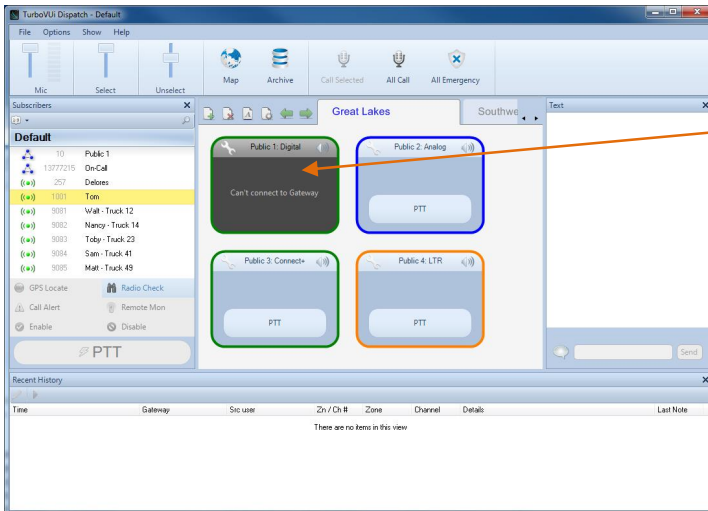 TurboVUi Dispatch - Default
File Options Show Help
Mic Select Unselect Map Archive Call Selected All Call All Emergency
Subscribers
Default
10 Public 1
13777215 On-Call
257 Delores
1001 Tom
9081 Walt - Truck 12
9082 Nancy - Truck 14
9083 Toby - Truck 23
9084 Sam - Truck 41
9085 Matt - Truck 49
GPS Locate Radio Check
Call Alert Remote Mon
Enable Disable
PTT
Great Lakes Southwe
Public 1: Digital
Can't connect to Gateway
Public 2: Analog
PTT
Public 3: Connect+
PTT
Public 4: LTR
PTT
Text
Send
Recent History
Time Gateway Src user Zn / Ch # Zone Channel Details Last Note
There are no items in this view